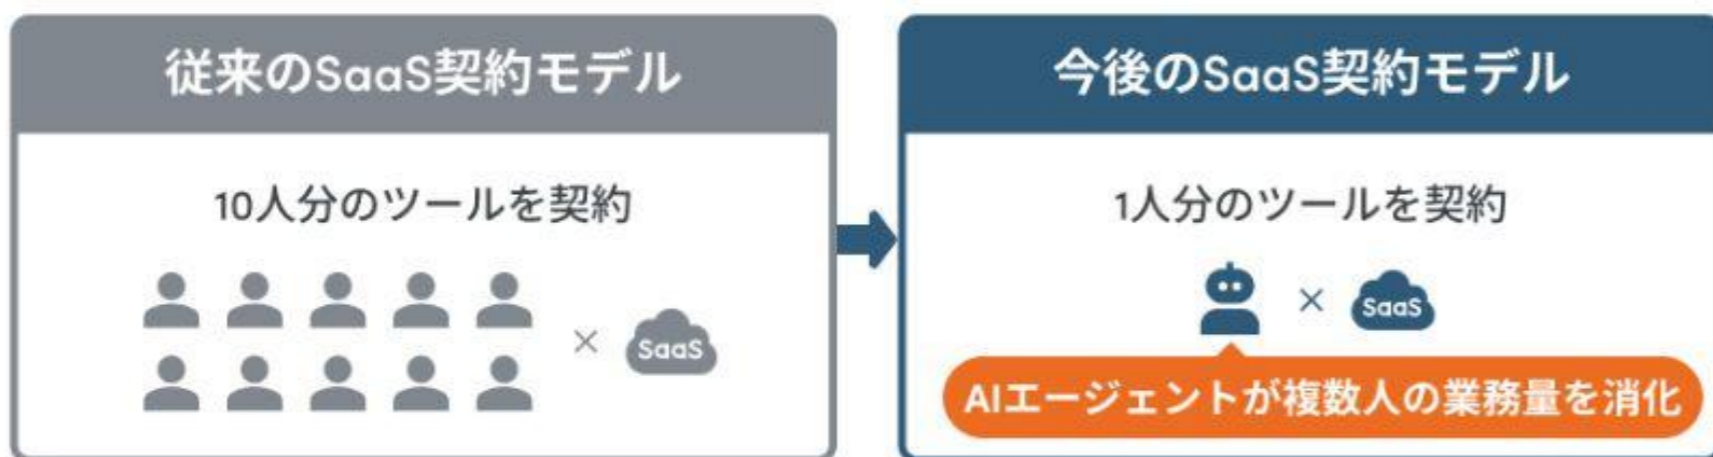 従来のSaaS契約モデル
10人分のツールを契約
SaaS
今後のSaaS契約モデル
1人分のツールを契約
SaaS
AIエージェントが複数人の業務量を消化